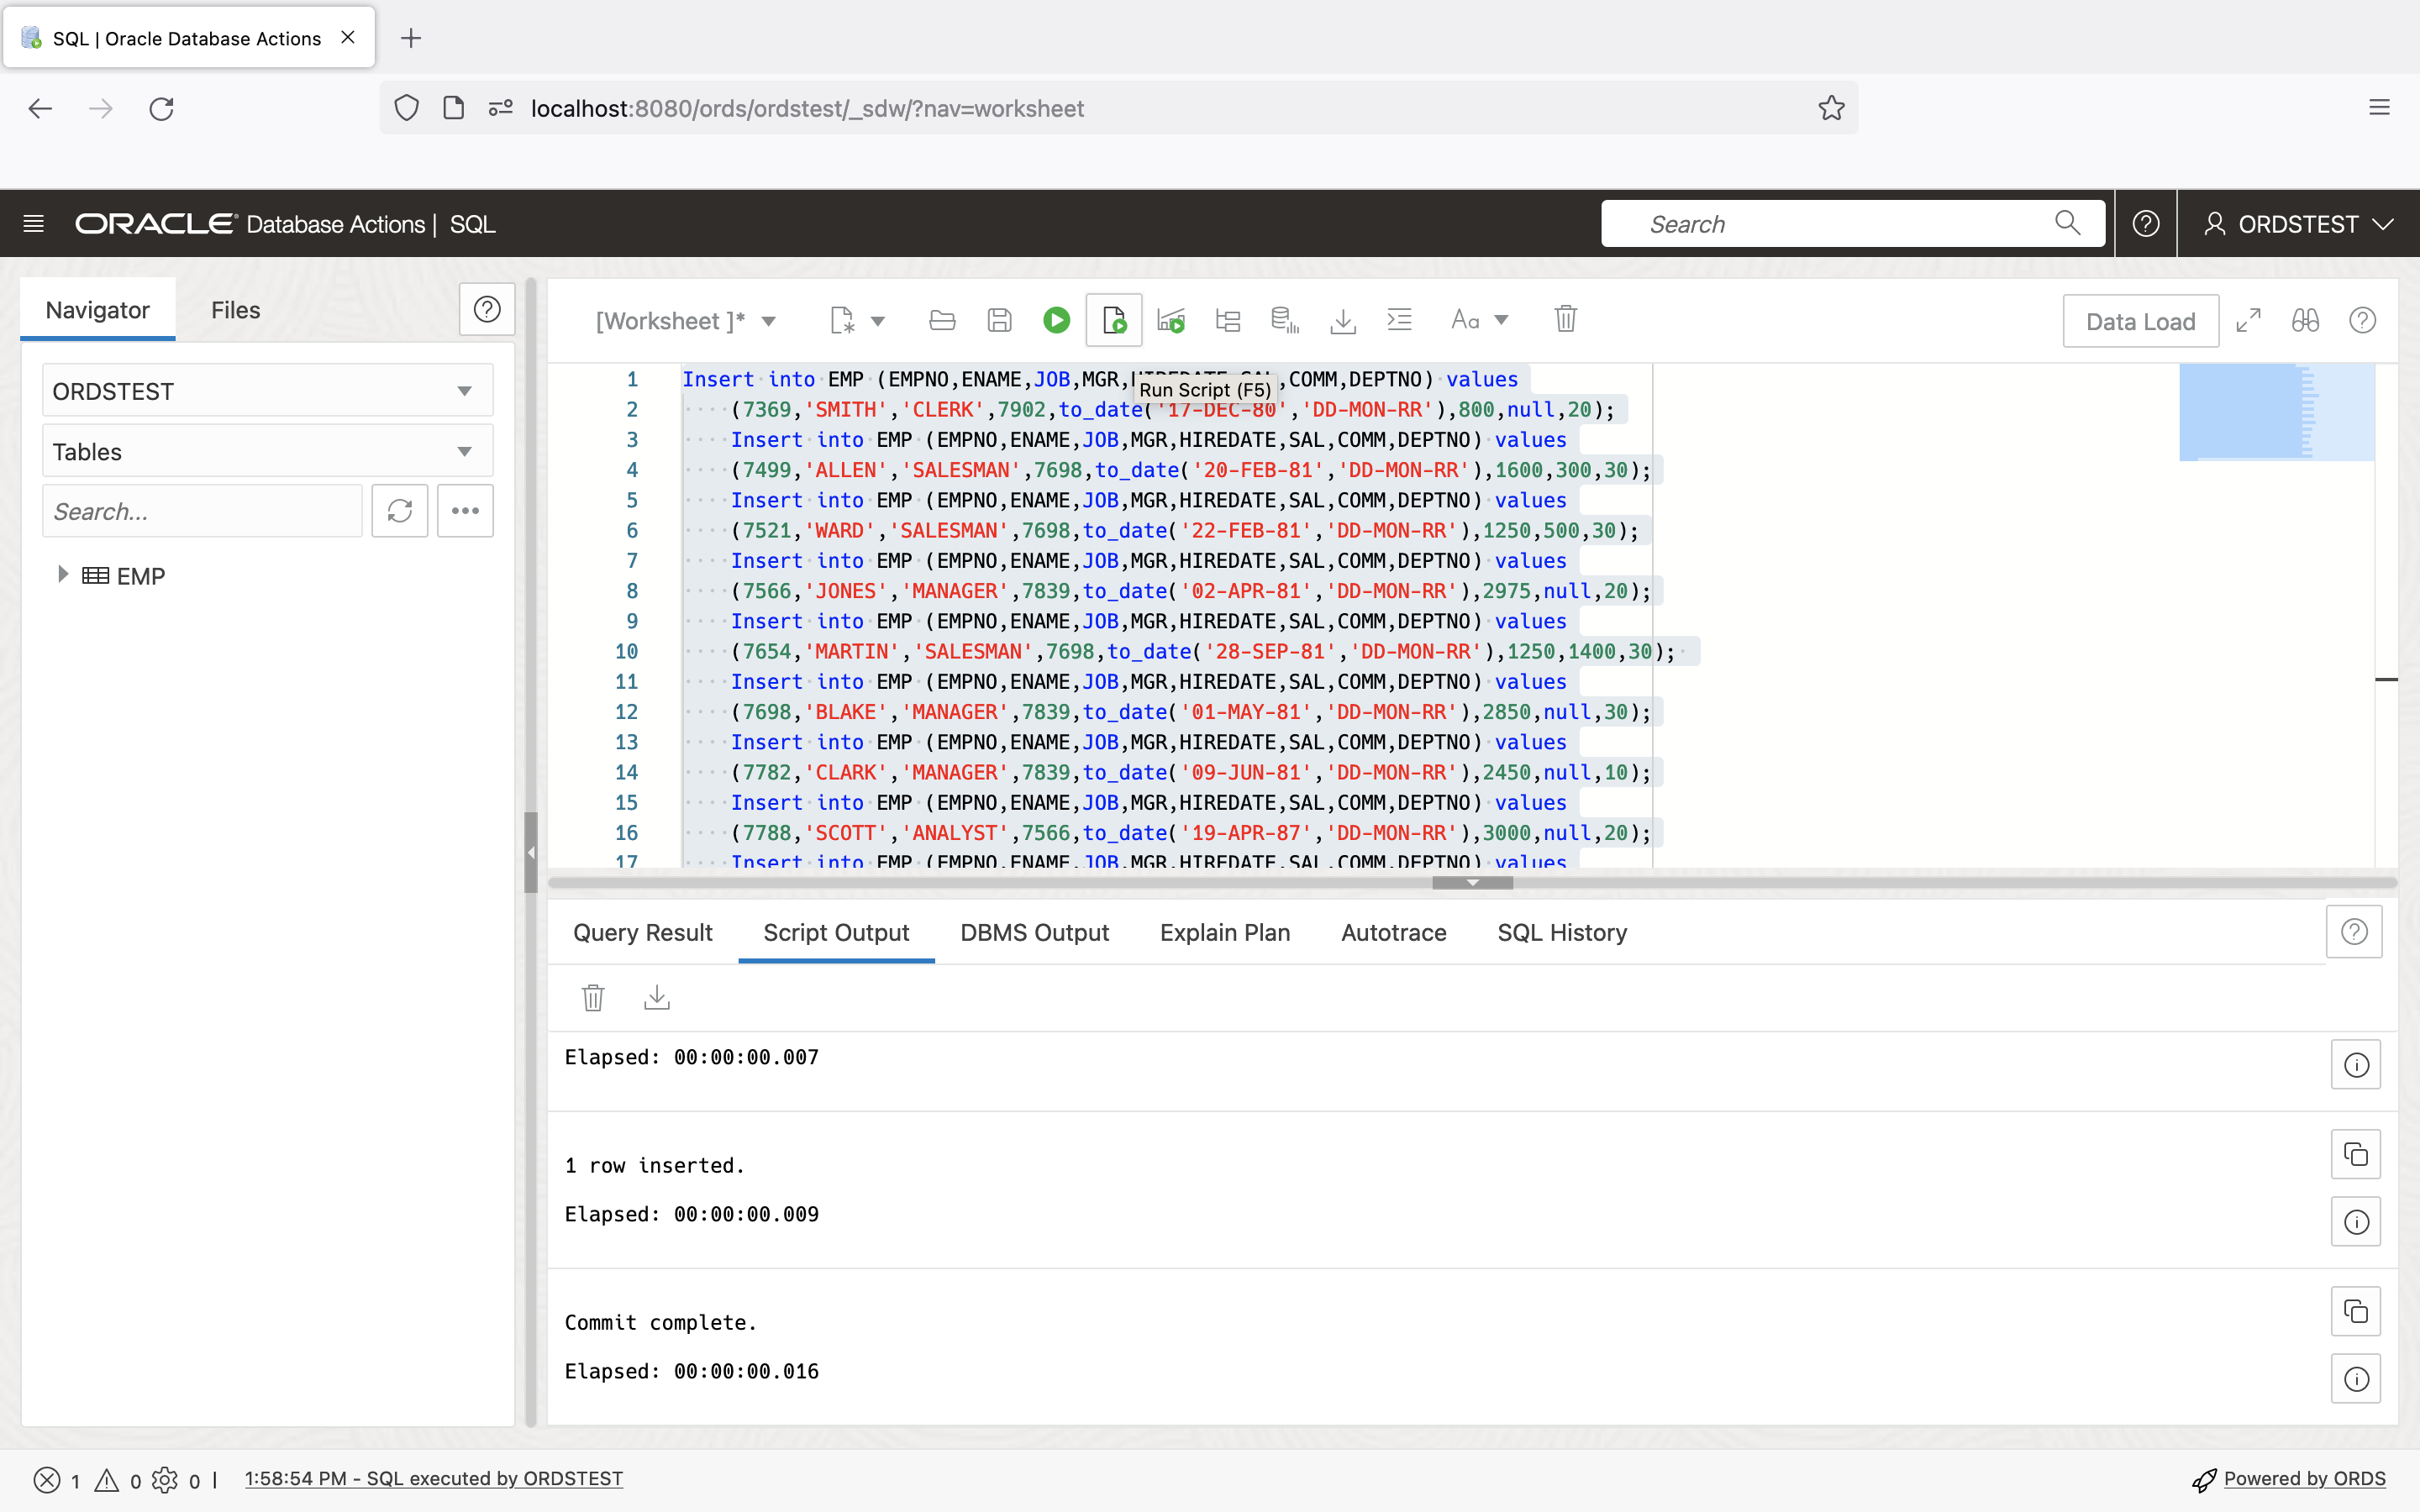 SQL | Oracle Database Actions
localhost:8080/ords/ordstest/_sdw/?nav=worksheet
ORACLE Database Actions | SQL
Search
ORDSTEST
Navigator
Files
ORDSTEST
Tables
Search...
EMP
[Worksheet ]*
Aa
Data Load
Run Script (F5)
1 Insert into EMP (EMPNO,ENAME,JOB,MGR,HIREDATE,SAL,COMM,DEPTNO) values
2 (7369,'SMITH','CLERK',7902,to_date('17-DEC-80','DD-MON-RR'),800,null,20);
3 Insert into EMP (EMPNO,ENAME,JOB,MGR,HIREDATE,SAL,COMM,DEPTNO) values
4 (7499,'ALLEN','SALESMAN',7698,to_date('20-FEB-81','DD-MON-RR'),1600,300,30);
5 Insert into EMP (EMPNO,ENAME,JOB,MGR,HIREDATE,SAL,COMM,DEPTNO) values
6 (7521,'WARD','SALESMAN',7698,to_date('22-FEB-81','DD-MON-RR'),1250,500,30);
7 Insert into EMP (EMPNO,ENAME,JOB,MGR,HIREDATE,SAL,COMM,DEPTNO) values
8 (7566,'JONES','MANAGER',7839,to_date('02-APR-81','DD-MON-RR'),2975,null,20);
9 Insert into EMP (EMPNO,ENAME,JOB,MGR,HIREDATE,SAL,COMM,DEPTNO) values
10 (7654,'MARTIN','SALESMAN',7698,to_date('28-SEP-81','DD-MON-RR'),1250,1400,30);
11 Insert into EMP (EMPNO,ENAME,JOB,MGR,HIREDATE,SAL,COMM,DEPTNO) values
12 (7698,'BLAKE','MANAGER',7839,to_date('01-MAY-81','DD-MON-RR'),2850,null,30);
13 Insert into EMP (EMPNO,ENAME,JOB,MGR,HIREDATE,SAL,COMM,DEPTNO) values
14 (7782,'CLARK','MANAGER',7839,to_date('09-JUN-81','DD-MON-RR'),2450,null,10);
15 Insert into EMP (EMPNO,ENAME,JOB,MGR,HIREDATE,SAL,COMM,DEPTNO) values
16 (7788,'SCOTT','ANALYST',7566,to_date('19-APR-87','DD-MON-RR'),3000,null,20);
17 Insert into EMP (EMPNO,ENAME,JOB,MGR,HIREDATE,SAL,COMM,DEPTNO) values
Query Result
Script Output
DBMS Output
Explain Plan
Autotrace
SQL History
Elapsed: 00:00:00.007
1 row inserted.
Elapsed: 00:00:00.009
Commit complete.
Elapsed: 00:00:00.016
1 0 0 | 1:58:54 PM - SQL executed by ORDSTEST
Powered by ORDS